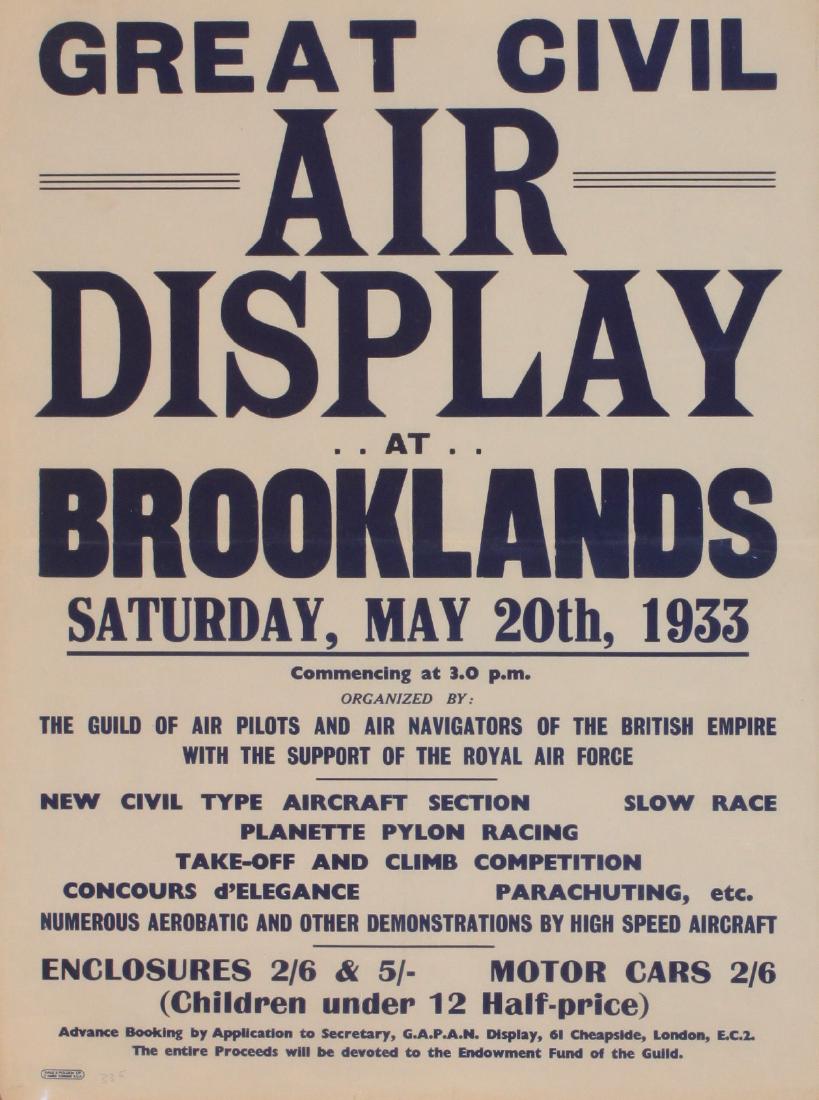 GREAT CIVIL
AIR
DISPLAY
. . AT . .
BROOKLANDS
SATURDAY, MAY 20th, 1933
Commencing at 3.0 p.m.
ORGANIZED BY:
THE GUILD OF AIR PILOTS AND AIR NAVIGATORS OF THE BRITISH EMPIRE
WITH THE SUPPORT OF THE ROYAL AIR FORCE
NEW CIVIL TYPE AIRCRAFT SECTION SLOW RACE
PLANETTE PYLON RACING
TAKE-OFF AND CLIMB COMPETITION
CONCOURS d'ELEGANCE PARACHUTING, etc.
NUMEROUS AEROBATIC AND OTHER DEMONSTRATIONS BY HIGH SPEED AIRCRAFT
ENCLOSURES 2/6 & 5/- MOTOR CARS 2/6
(Children under 12 Half-price)
Advance Booking by Application to Secretary, G.A.P.A.N. Display, 61 Cheapside, London, E.C.2.
The entire Proceeds will be devoted to the Endowment Fund of the Guild.